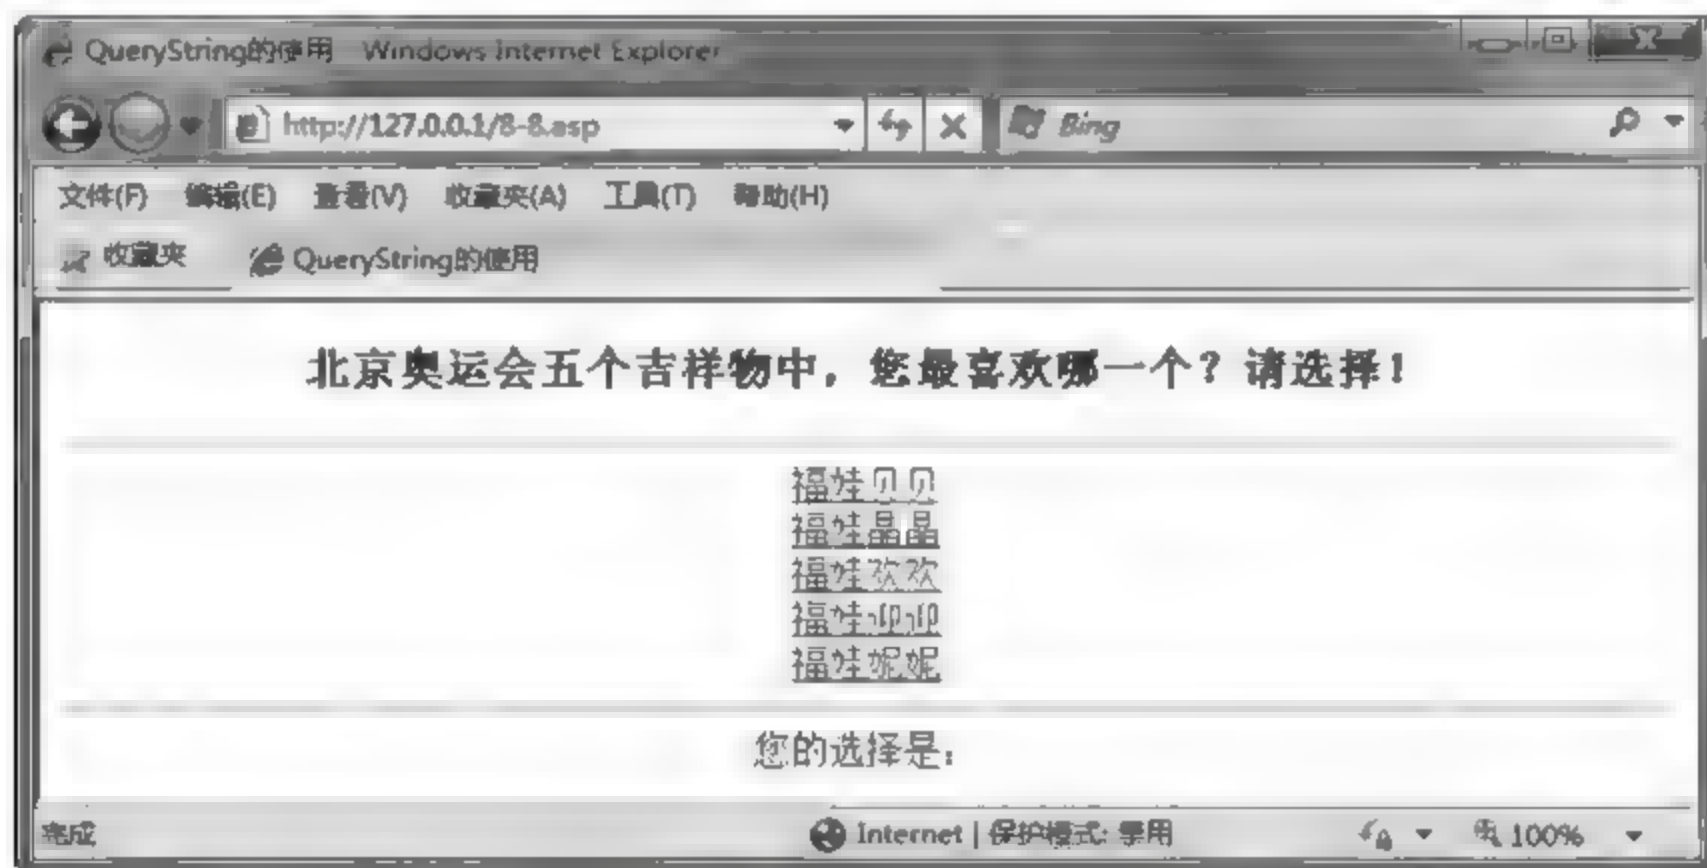 QueryString的使用 Windows Internet Explorer
http://127.0.0.1/8-8.asp Bing
文件(F) 编辑(E) 查看(V) 收藏夹(A) 工具(T) 帮助(H)
收藏夹 QueryString的使用
北京奥运会五个吉祥物中，您最喜欢哪一个？请选择！
福娃贝贝
福娃晶晶
福娃欢欢
福娃迎迎
福娃妮妮
您的选择是：
完成 Internet | 保护模式: 禁用 100%